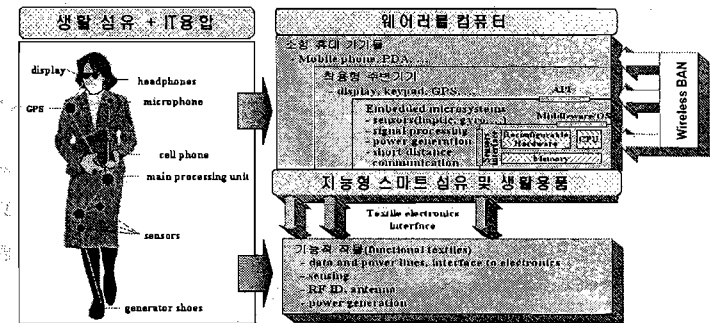 생활 섬유 + IT융합
display
headphones
microphone
GPS
cell phone
main processing unit
sensors
generator shoes
웨어러블 컴퓨터
소형 휴대 기기들
- Mobile phone, PDA, ...
착용형 주변기기
- display, keypad, GPS, ...
API
Embedded microsystems
- sensors(haptic, gyro, ...)
Middleware/OS
- signal processing
- power generation
- short-distance
communication
Reconfigurable
Hardware
CPU
Memory
Wireless BAN
지능형 스마트 섬유 및 생활용품
Textile electronics
interface
기능적 직물(functional textiles)
- data and power lines, interface to electronics
- sensing
- RF ID, antenna
- power generation